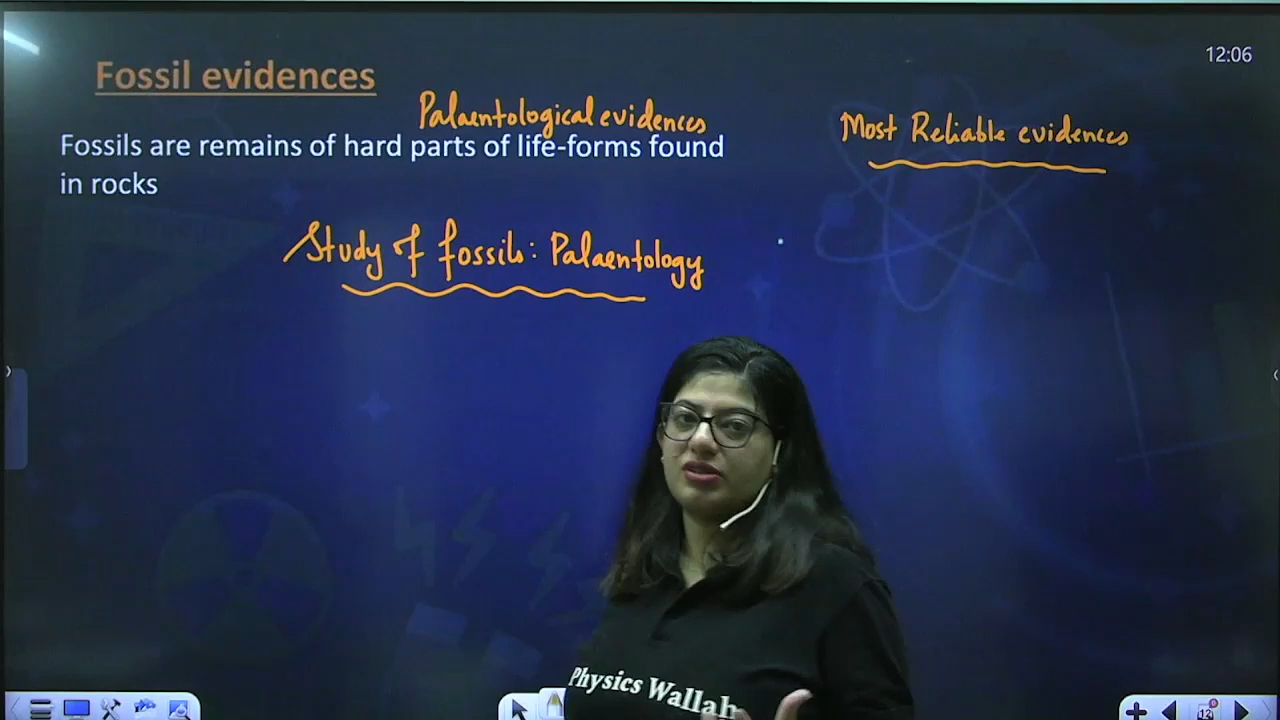 12:06
Fossil evidences
Palaentological evidences
Most Reliable evidences
Fossils are remains of hard parts of life-forms found
in rocks
Study of fossils: Palaentology
Physics Wallah
12